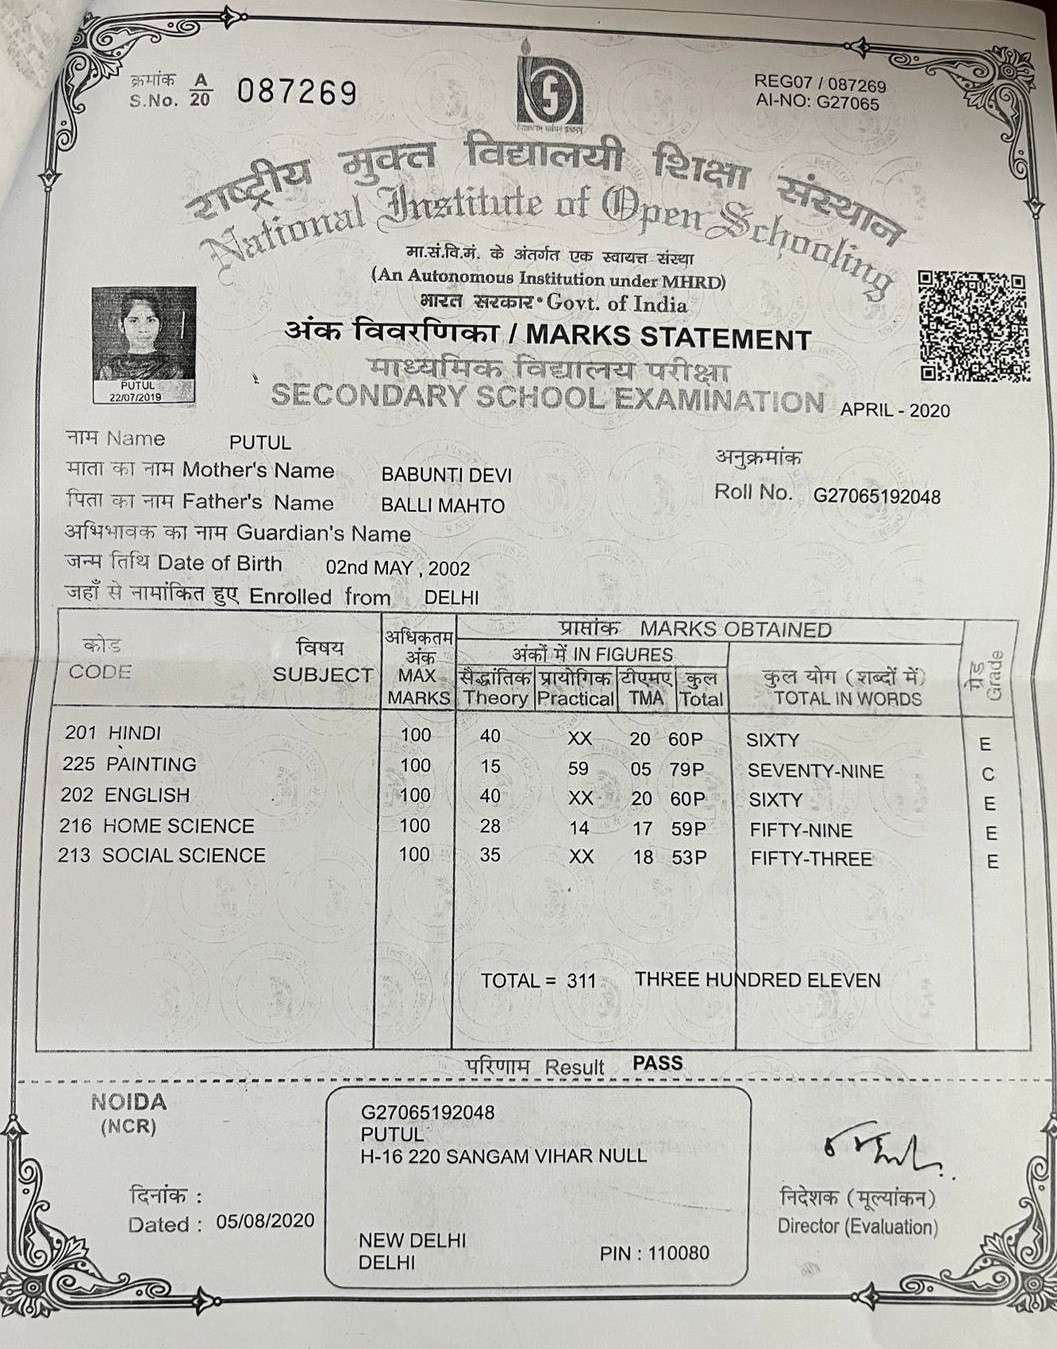 क्रमांक A
S.No. 20 087269
REG07 / 087269
AI-NO: G27065
राष्ट्रीय मुक्त विद्यालयी शिक्षा संस्थान
National Institute of Open Schooling
मा.सं.वि.मं. के अंतर्गत एक स्वायत्त संस्था
(An Autonomous Institution under MHRD)
भारत सरकार • Govt. of India
अंक विवरणिका / MARKS STATEMENT
माध्यमिक विद्यालय परीक्षा
SECONDARY SCHOOL EXAMINATION APRIL - 2020
PUTUL
22/07/2019
नाम Name PUTUL
माता का नाम Mother's Name BABUNTI DEVI
पिता का नाम Father's Name BALLI MAHTO
अनुक्रमांक
Roll No. G27065192048
अभिभावक का नाम Guardian's Name
जन्म तिथि Date of Birth 02nd MAY , 2002
जहाँ से नामांकित हुए Enrolled from DELHI
कोड
CODE
विषय
SUBJECT
अधिकतम
अंक
MAX
MARKS
प्राप्तांक MARKS OBTAINED
अंकों में IN FIGURES
सैद्धांतिक प्रायोगिक टीएमए कुल
Theory Practical TMA Total
कुल योग (शब्दों में)
TOTAL IN WORDS
ग्रेड
Grade
201 HINDI 100 40 XX 20 60P SIXTY E
225 PAINTING 100 15 59 05 79P SEVENTY-NINE C
202 ENGLISH 100 40 XX 20 60P SIXTY E
216 HOME SCIENCE 100 28 14 17 59P FIFTY-NINE E
213 SOCIAL SCIENCE 100 35 XX 18 53P FIFTY-THREE E
TOTAL = 311 THREE HUNDRED ELEVEN
परिणाम Result PASS
NOIDA
(NCR)
दिनांक :
Dated : 05/08/2020
G27065192048
PUTUL
H-16 220 SANGAM VIHAR NULL
NEW DELHI
DELHI PIN : 110080
निदेशक (मूल्यांकन)
Director (Evaluation)